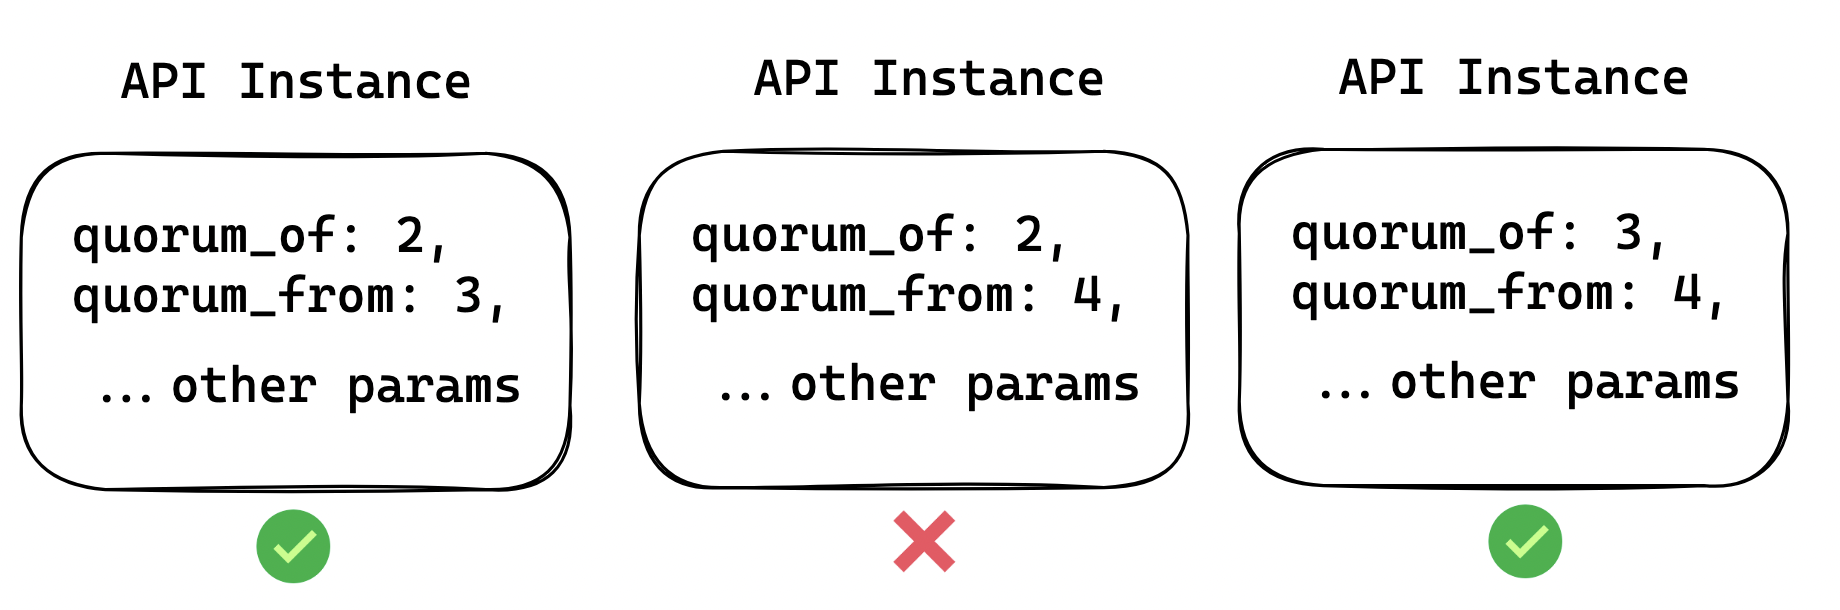 API Instance
quorum_of: 2,
quorum_from: 3,
... other params
API Instance
quorum_of: 2,
quorum_from: 4,
... other params
API Instance
quorum_of: 3,
quorum_from: 4,
... other params